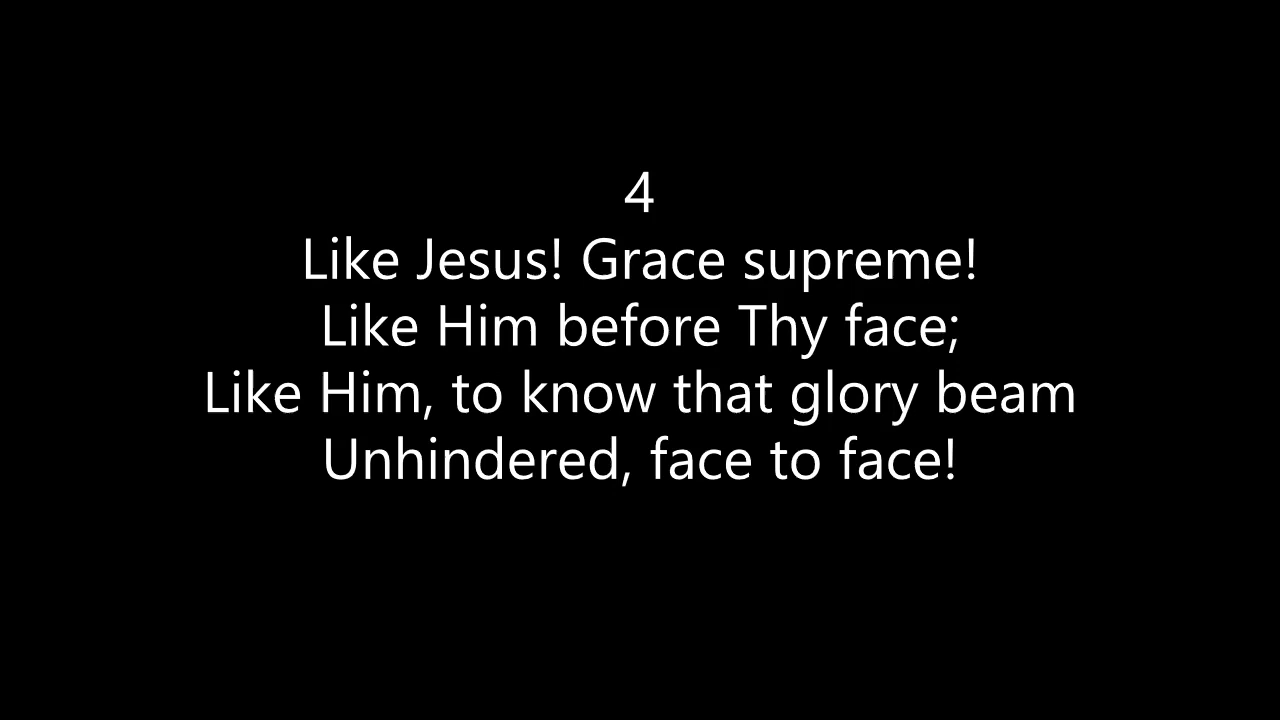 4
Like Jesus! Grace supreme!
Like Him before Thy face;
Like Him, to know that glory beam
Unhindered, face to face!